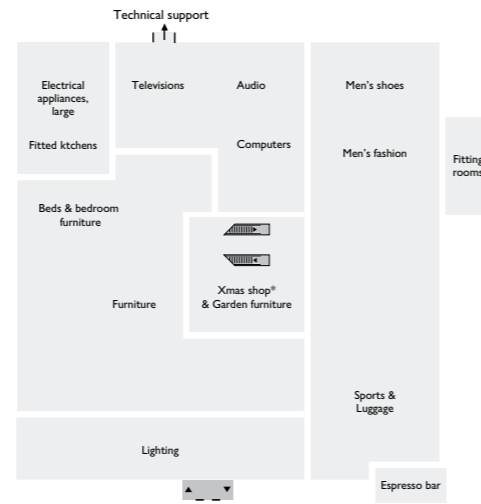 Technical support
Electrical
appliances,
large
Televisions
Audio
Men's shoes
Fitted ktchens
Computers
Men's fashion
Fitting
rooms
Beds & bedroom
furniture
Xmas shop*
& Garden furniture
Furniture
Sports &
Luggage
Lighting
Espresso bar